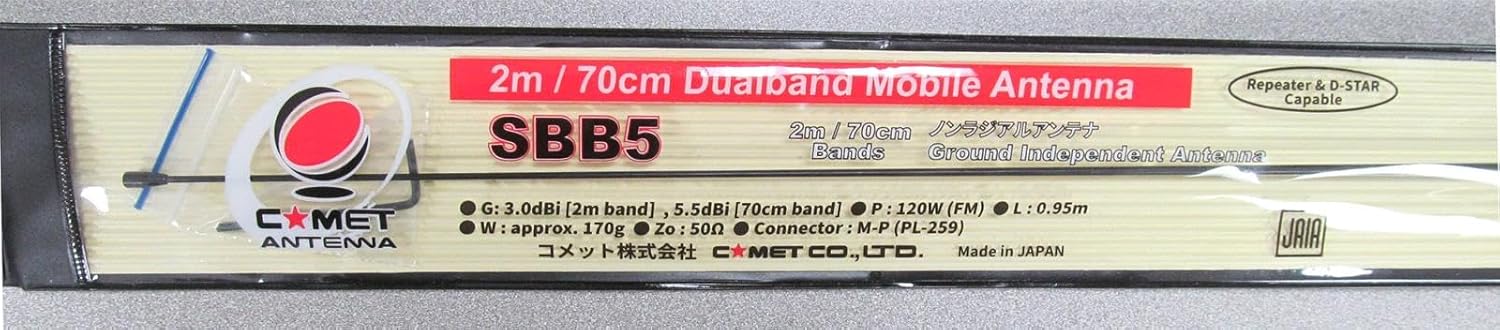 2m / 70cm Dualband Mobile Antenna
Repeater & D-STAR
Capable
SBB5
2m / 70cm ノンラジアルアンテナ
Bands Ground Independent Antenna
C★MET
ANTENNA
● G: 3.0dBi [2m band] , 5.5dBi [70cm band] ● P : 120W (FM) ● L : 0.95m
● W : approx. 170g ● Zo : 50Ω ● Connector : M-P (PL-259)
コメット株式会社 C★MET CO., LTD. Made in JAPAN
JAIA